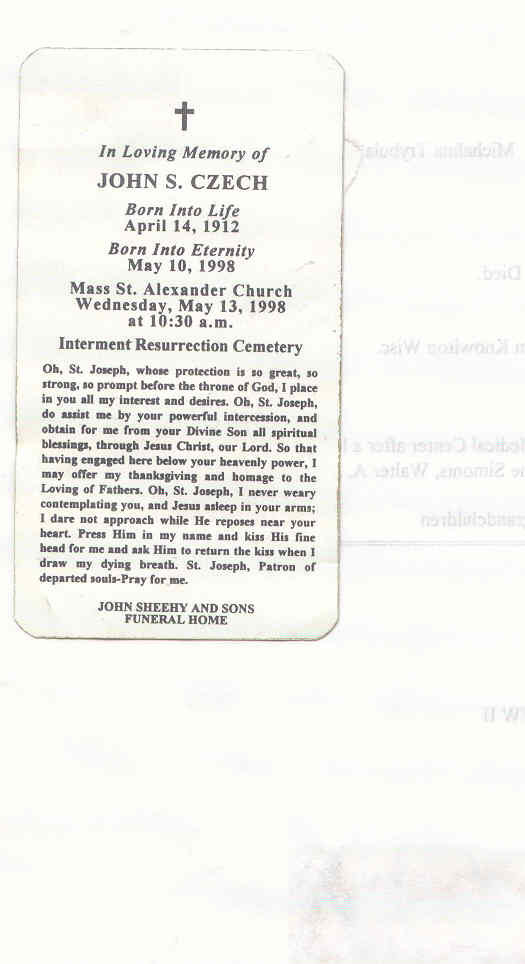 In Loving Memory of
JOHN S. CZECH
Born Into Life
April 14, 1912
Born Into Eternity
May 10, 1998
Mass St. Alexander Church
Wednesday, May 13, 1998
at 10:30 a.m.
Interment Resurrection Cemetery
Oh, St. Joseph, whose protection is so great, so
strong, so prompt before the throne of God, I place
in you all my interest and desires. Oh, St. Joseph,
do assist me by your powerful intercession, and
obtain for me from your Divine Son all spiritual
blessings, through Jesus Christ, our Lord. So that
having engaged here below your heavenly power, I
may offer my thanksgiving and homage to the
Loving of Fathers. Oh, St. Joseph, I never weary
contemplating you, and Jesus asleep in your arms;
I dare not approach while He reposes near your
heart. Press Him in my name and kiss His fine
head for me and ask Him to return the kiss when I
draw my dying breath. St. Joseph, Patron of
departed souls-Pray for me.
JOHN SHEEHY AND SONS
FUNERAL HOME
Michalina Trybula
Died
Knowlton Wisc.
Medical Center after a
Simons, Walter A.
grandchildren
W II